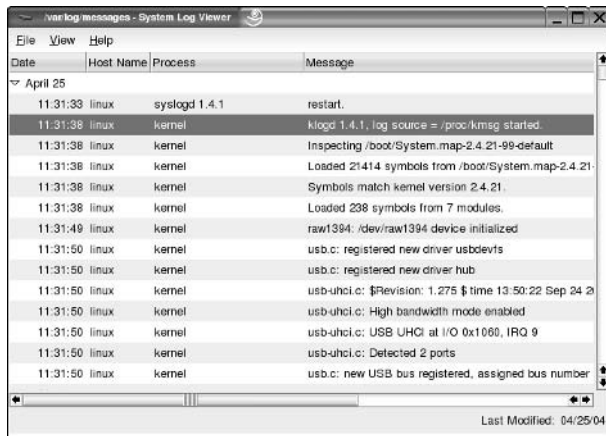 /var/log/messages - System Log Viewer
File View Help
Date Host Name Process Message
April 25
11:31:33 linux syslogd 1.4.1 restart.
11:31:38 linux kernel klogd 1.4.1, log source = /proc/kmsg started.
11:31:38 linux kernel Inspecting /boot/System.map-2.4.21-99-default
11:31:38 linux kernel Loaded 21414 symbols from /boot/System.map-2.4.21-
11:31:38 linux kernel Symbols match kernel version 2.4.21.
11:31:38 linux kernel Loaded 238 symbols from 7 modules.
11:31:49 linux kernel raw1394: /dev/raw1394 device initialized
11:31:50 linux kernel usb.c: registered new driver usbdevfs
11:31:50 linux kernel usb.c: registered new driver hub
11:31:50 linux kernel usb-uhci.c: $Revision: 1.275 $ time 13:50:22 Sep 24 2
11:31:50 linux kernel usb-uhci.c: High bandwidth mode enabled
11:31:50 linux kernel usb-uhci.c: USB UHCI at I/O 0x1060, IRQ 9
11:31:50 linux kernel usb-uhci.c: Detected 2 ports
11:31:50 linux kernel usb.c: new USB bus registered, assigned bus number
Last Modified: 04/25/04